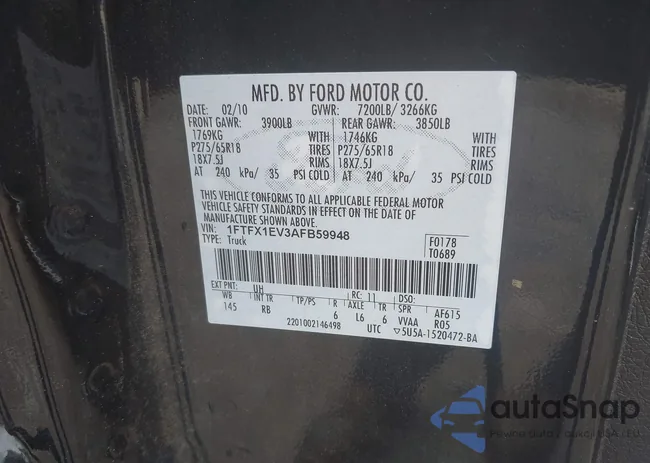 MFD. BY FORD MOTOR CO.
DATE: 02/10 GVWR: 7200LB/ 3266KG
FRONT GAWR: 3900LB REAR GAWR: 3850LB
1769KG WITH 1746KG WITH
P275/65R18 TIRES P275/65R18 TIRES
18X7.5J RIMS 18X7.5J RIMS
AT 240 kPa/ 35 PSI COLD AT 240 kPa/ 35 PSI COLD
THIS VEHICLE CONFORMS TO ALL APPLICABLE FEDERAL MOTOR
VEHICLE SAFETY STANDARDS IN EFFECT ON THE DATE OF
MANUFACTURE SHOWN ABOVE.
VIN: 1FTFX1EV3AFB59948
TYPE: Truck
F0178
T0689
EXT PNT: UH RC: 11 DSO:
WB INT TR TP/PS R AXLE TR SPR AF615
145 RB 6 L6 6 VVAA R05
2201002146498 UTC ▽5U5A-1520472-BA
autoSnap